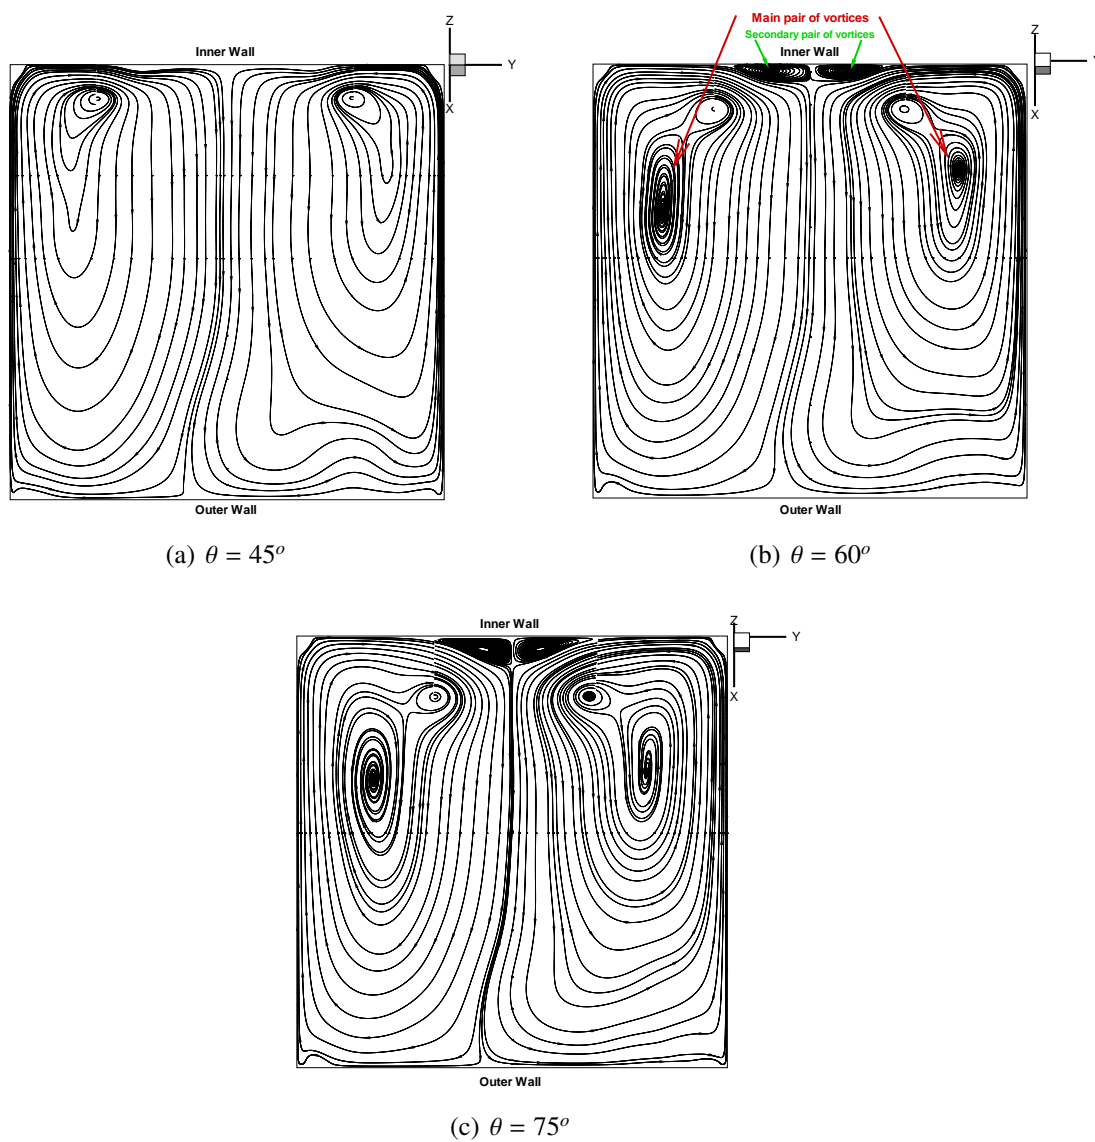 Z
Inner Wall
Y
X
Outer Wall
(a) θ = 45°
Main pair of vortices
Secondary pair of vortices
Z
Inner Wall
Y
X
Outer Wall
(b) θ = 60°
Inner Wall
Z
Y
X
Outer Wall
(c) θ = 75°